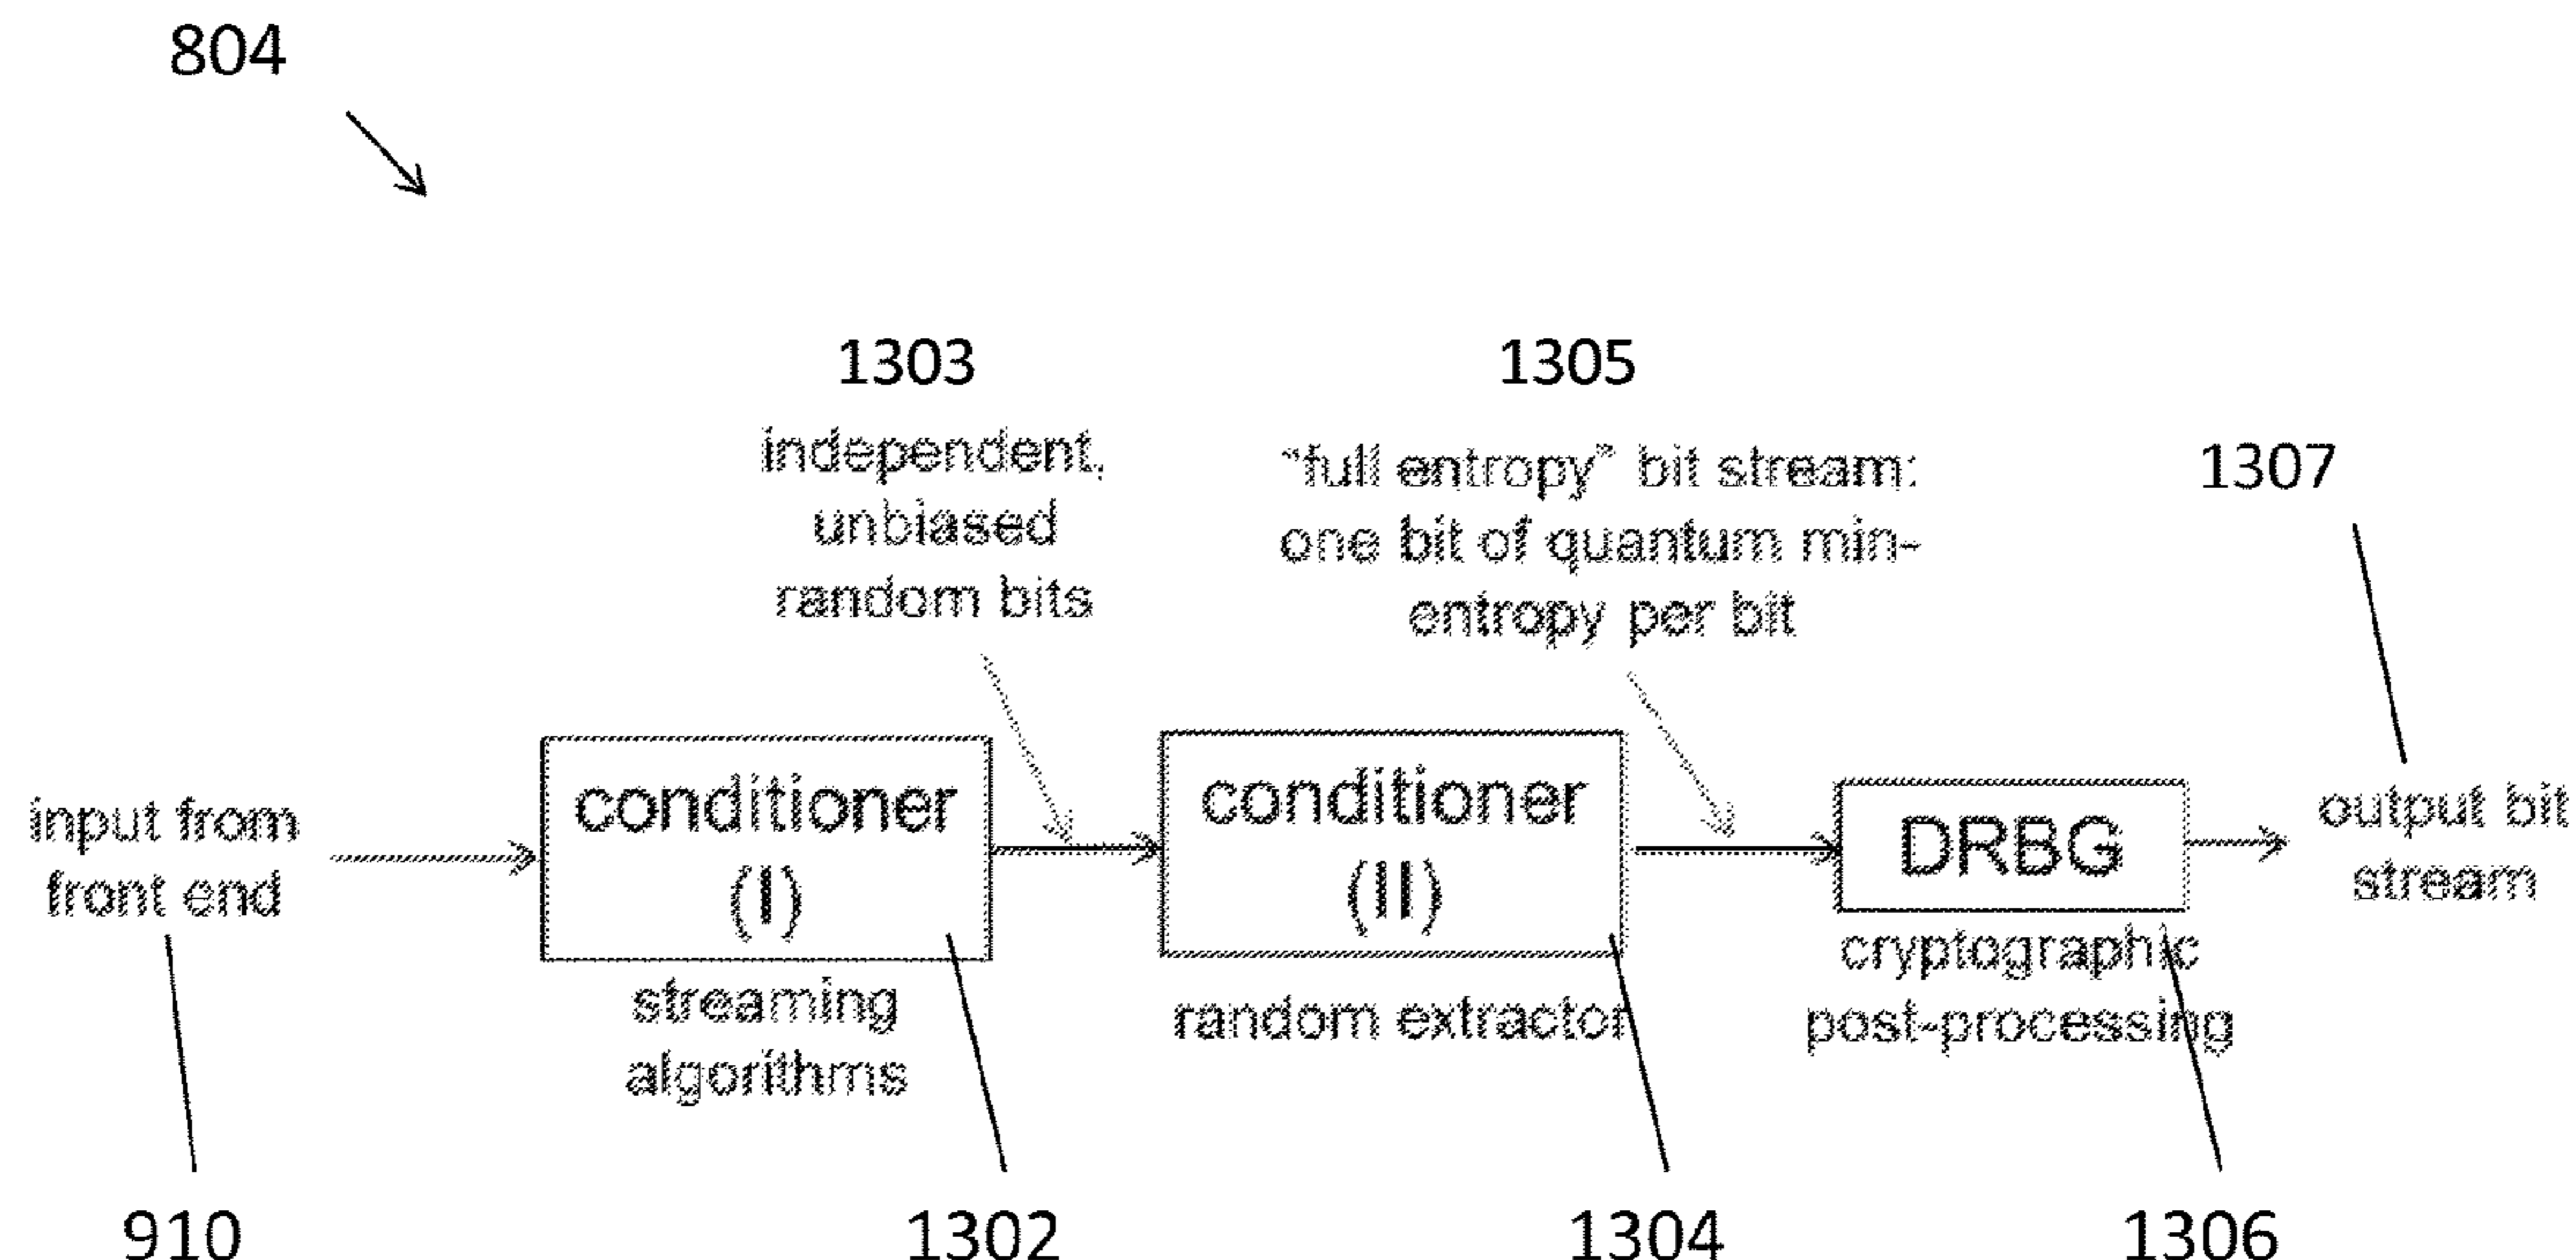 804
1303
independent,
unbiased
random bits
1305
"full entropy" bit stream:
one bit of quantum min-
entropy per bit
1307
input from
front end
conditioner
(I)
streaming
algorithms
conditioner
(II)
random extractor
DRBG
cryptographic
post-processing
output bit
stream
910
1302
1304
1306